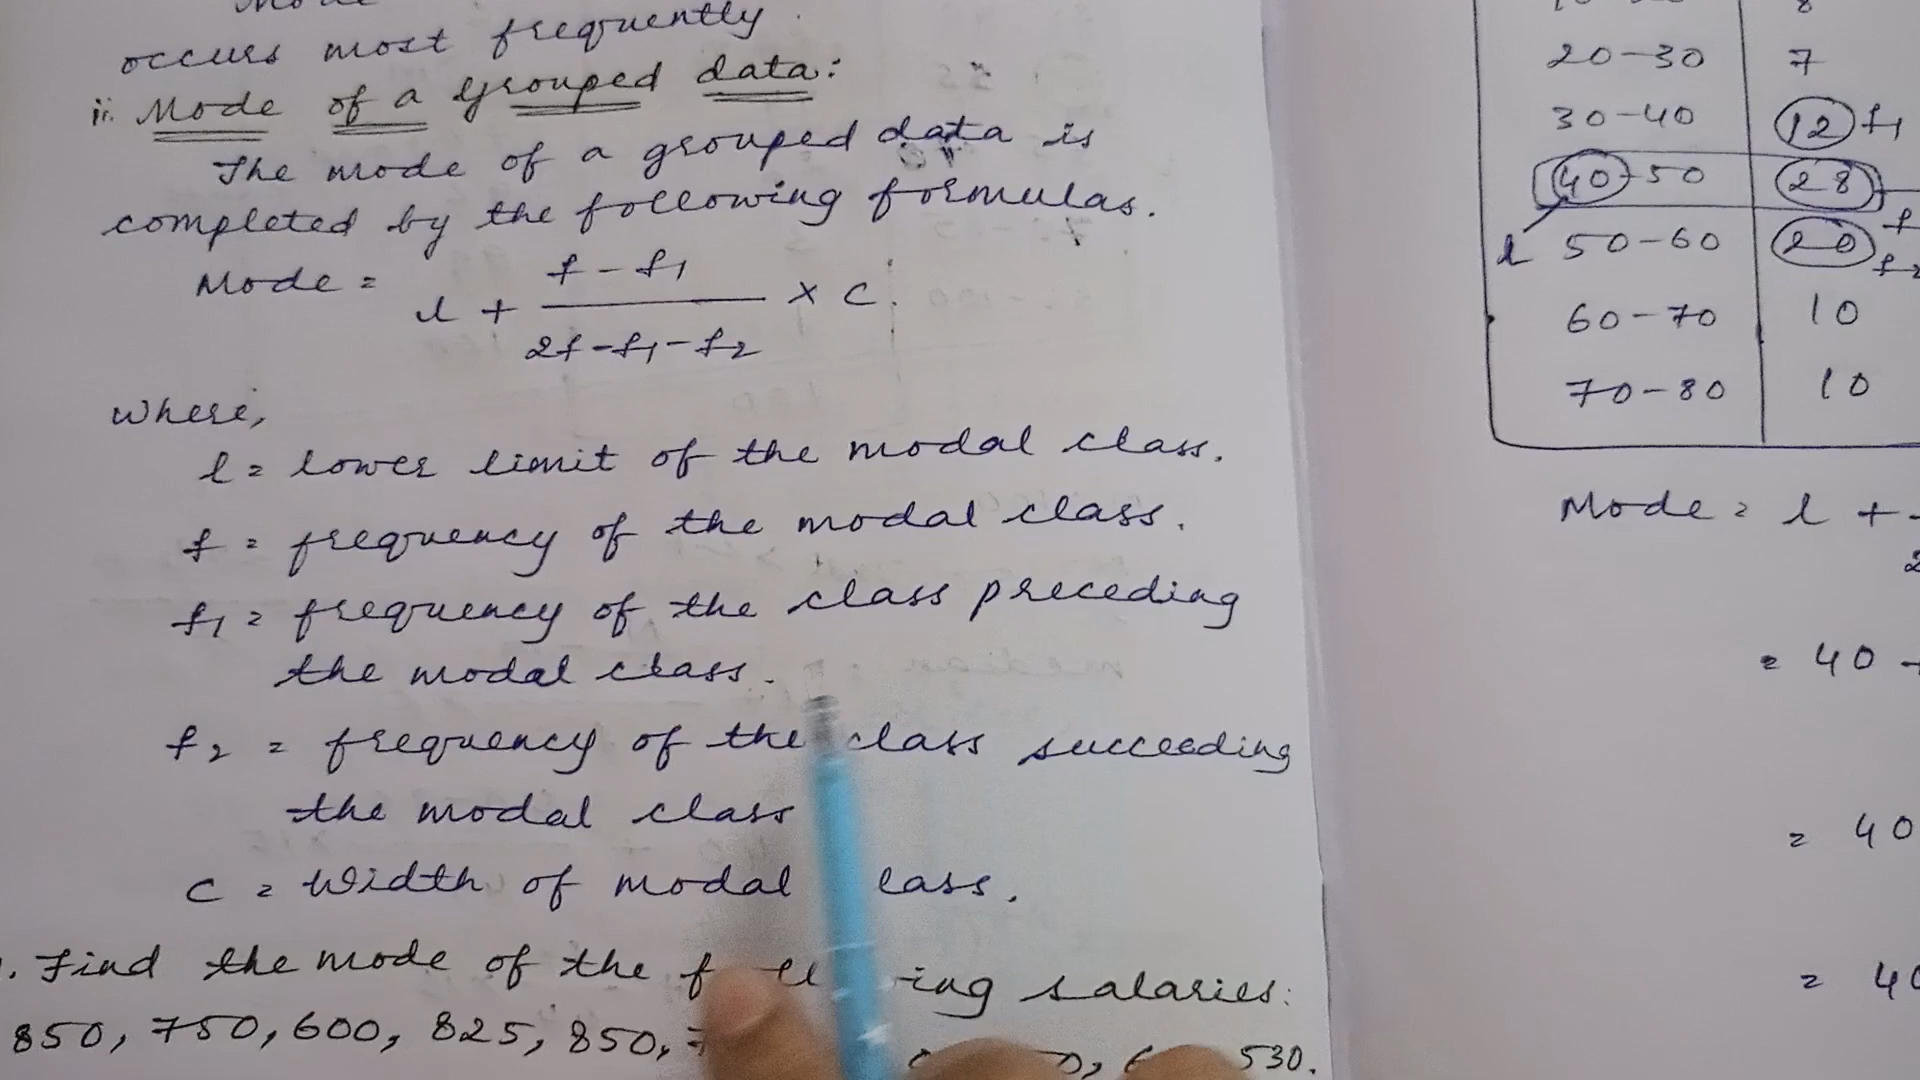 occurs most frequently.
ii. Mode of a grouped data:
The mode of a grouped data is
completed by the following formulas.
Mode = l + f - f1 / 2f - f1 - f2 × c.
where,
l = lower limit of the modal class.
f = frequency of the modal class.
f1 = frequency of the class preceding
the modal class.
f2 = frequency of the class succeeding
the modal class
c = width of modal class.
Find the mode of the following salaries:
850, 750, 600, 825, 850,
530.
20-30 7
30-40 12 f1
40-50 28 f
l 50-60 20 f2
60-70 10
70-80 10
Mode = l +
2
= 40 +
= 40
= 40